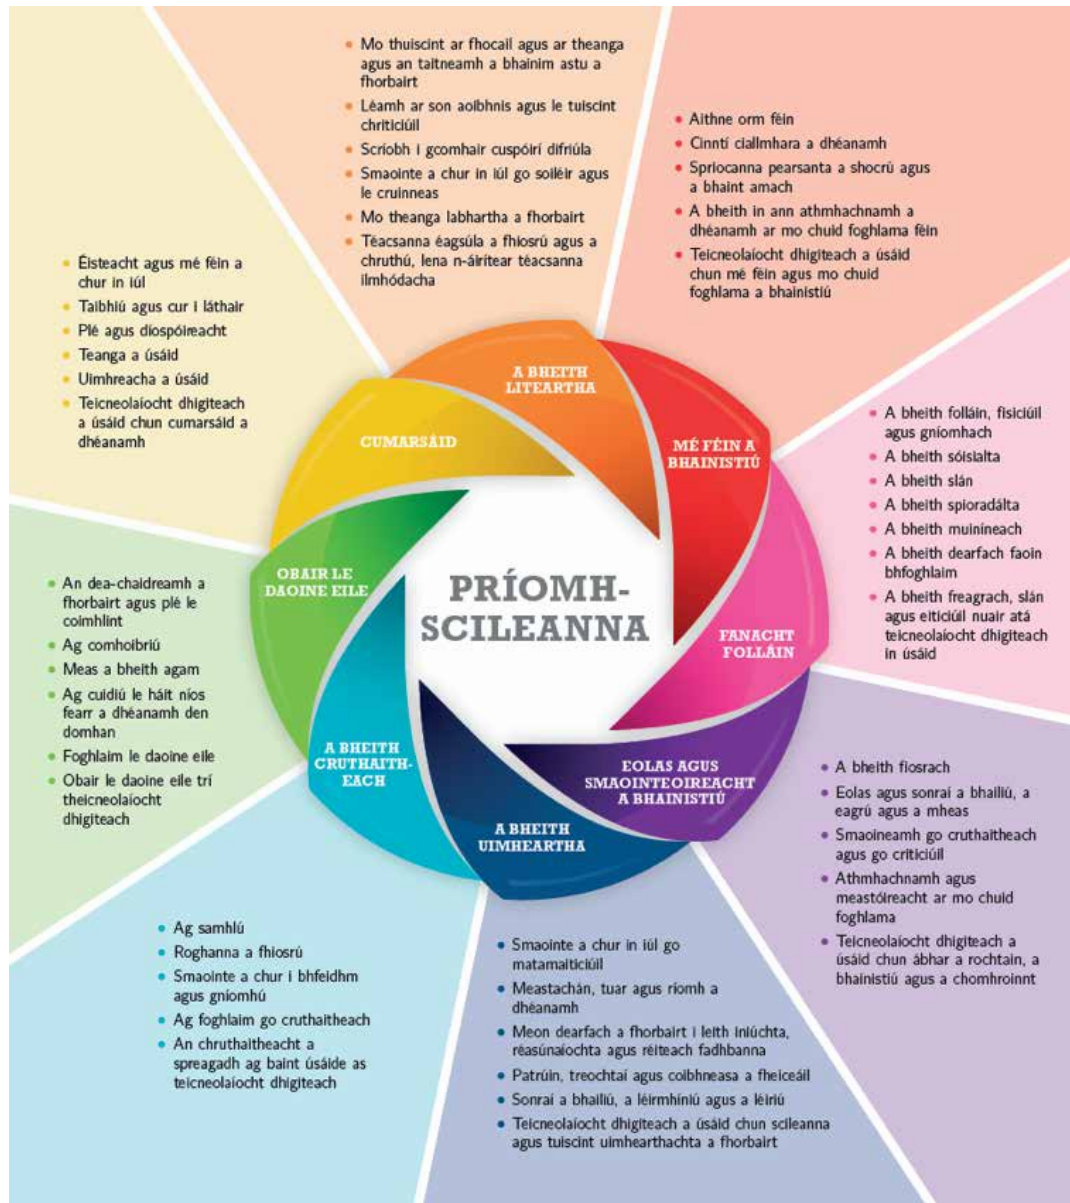 Mo thuiscint ar fhocail agus ar theanga
agus an taitneamh a bhainim astu a
fhorbairt
Léamh ar son aoibhnis agus le tuiscint
chriticiúil
Scríobh i gcomhair cuspóirí difriúla
Smaointe a chur in iúl go soiléir agus
le cruinneas
Mo theanga labhartha a fhorbairt
Téacsanna éagsúla a fhiosrú agus a
chruthú, lena n-áirítear téacsanna
ilmhódacha
Aithne orm féin
Cinntí ciallmhara a dhéanamh
Spriocanna pearsanta a shocrú agus
a bhaint amach
A bheith in ann athmhachnamh a
dhéanamh ar mo chuid foghlama féin
Teicneolaíocht dhigiteach a úsáid
chun mé féin agus mo chuid
foghlama a bhainistiú
Éisteacht agus mé féin a
chur in iúl
Taibhiú agus cur i láthair
Plé agus díospóireacht
Teanga a úsáid
Uimhreacha a úsáid
Teicneolaíocht dhigiteach
a úsáid chun cumarsáid a
dhéanamh
A bheith folláin, fisiciúil
agus gníomhach
A bheith sóisialta
A bheith slán
A bheith spioradálta
A bheith muiníneach
A bheith dearfach faoin
bhfoghlaim
A bheith freagrach, slán
agus eiticiúil nuair atá
teicneolaíocht dhigiteach
in úsáid
A BHEITH
LITEARTHA
MÉ FÉIN A
BHAINISTIÚ
CUMARSÁID
OBAIR LE
DAOINE EILE
PRÍOMH-
SCILEANNA
FANACHT
FOLLÁIN
A BHEITH
CRUTHAITH-
EACH
EOLAS AGUS
SMAOINTEOIREACHT
A BHAINISTIÚ
A BHEITH
UIMHEARTHA
An dea-chaidreamh a
fhorbairt agus plé le
coimhlint
Ag comhoibriú
Meas a bheith agam
Ag cuidiú le háit níos
fearr a dhéanamh den
domhan
Foghlaim le daoine eile
Obair le daoine eile trí
theicneolaíocht
dhigiteach
A bheith fiosrach
Eolas agus sonraí a bhailiú, a
eagrú agus a mheas
Smaoineamh go cruthaitheach
agus go criticiúil
Athmhachnamh agus
meastóireacht ar mo chuid
foghlama
Teicneolaíocht dhigiteach a
úsáid chun ábhar a rochtain, a
bhainistiú agus a chomhroinnt
Ag samhlú
Roghanna a fhiosrú
Smaointe a chur i bhfeidhm
agus gníomhú
Ag foghlaim go cruthaitheach
An chruthaitheacht a
spreagadh ag baint úsáide as
teicneolaíocht dhigiteach
Smaointe a chur in iúl go
matamaiticiúil
Meastachán, tuar agus ríomh a
dhéanamh
Meon dearfach a fhorbairt i leith iniúchta,
réasúnaíochta agus réiteach fadhbanna
Patrúin, treochtaí agus coibhneasa a fheiceáil
Sonraí a bhailiú, a léirmhíniú agus a léiriú
Teicneolaíocht dhigiteach a úsáid chun scileanna
agus tuiscint uimhearthachta a fhorbairt